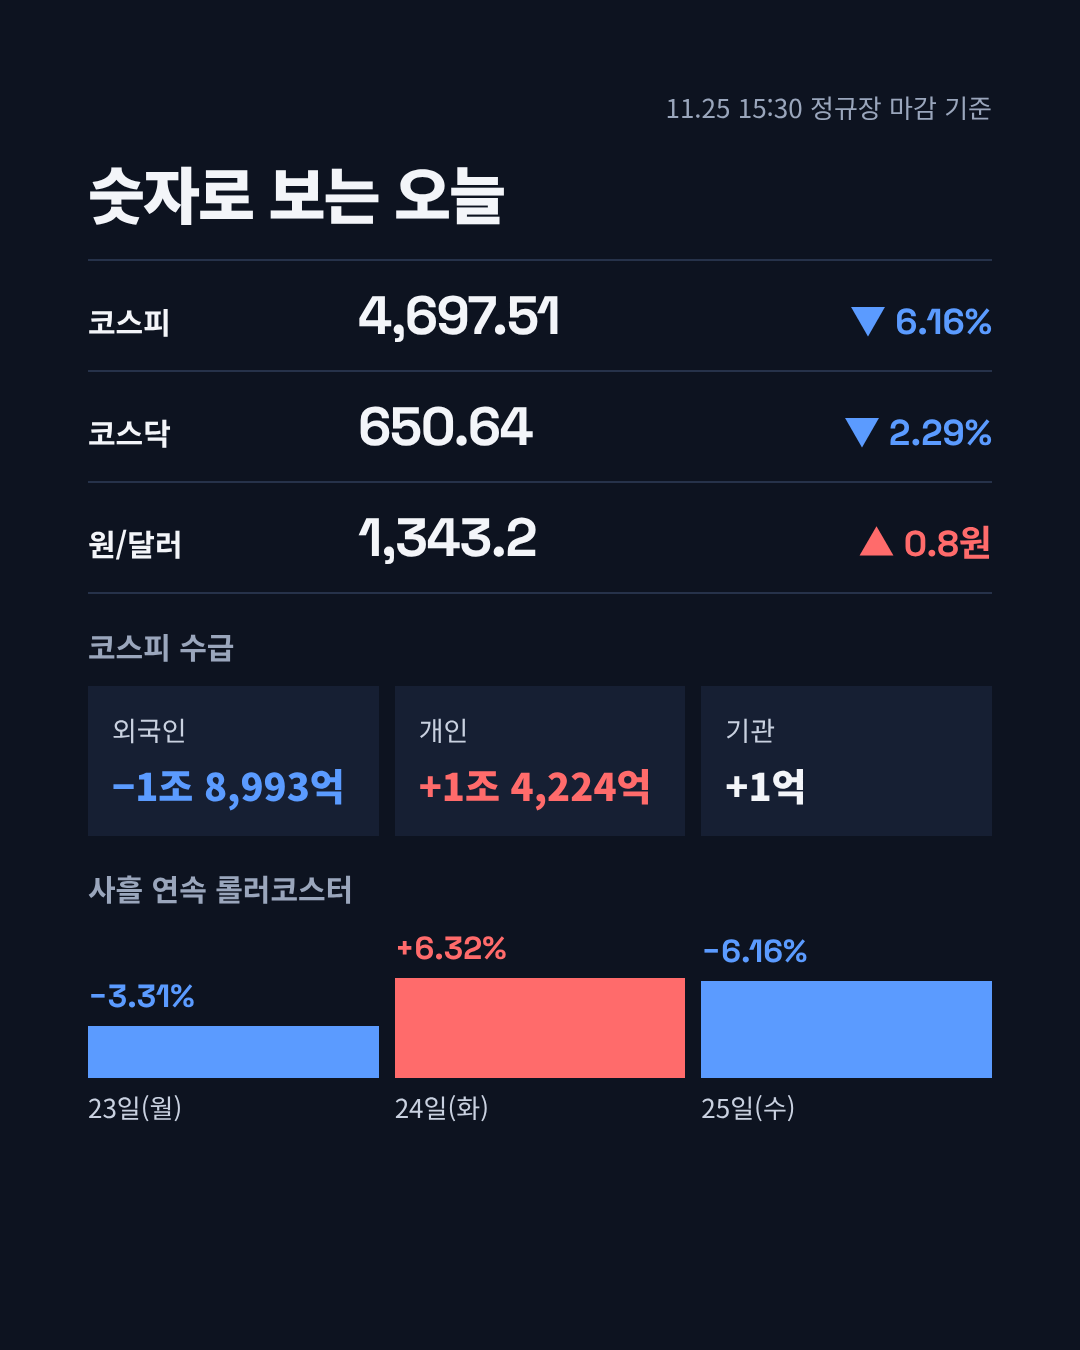 11.25 15:30 정규장 마감 기준
숫자로 보는 오늘
코스피 4,697.51 ▼ 6.16%
코스닥 650.64 ▼ 2.29%
원/달러 1,343.2 ▲ 0.8원
코스피 수급
외국인 개인 기관
−1조 8,993억 +1조 4,224억 +1억
사흘 연속 롤러코스터
−3.31% +6.32% −6.16%
23일(월) 24일(화) 25일(수)